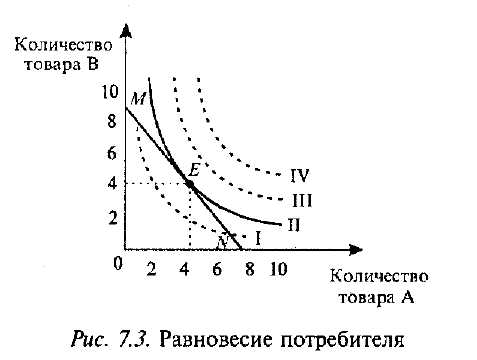 Количество
товара В
10
M
8
6
E
4
IV
III
2
II
I
N
0 2 4 6 8 10
Количество
товара А
Рис. 7.3. Равновесие потребителя